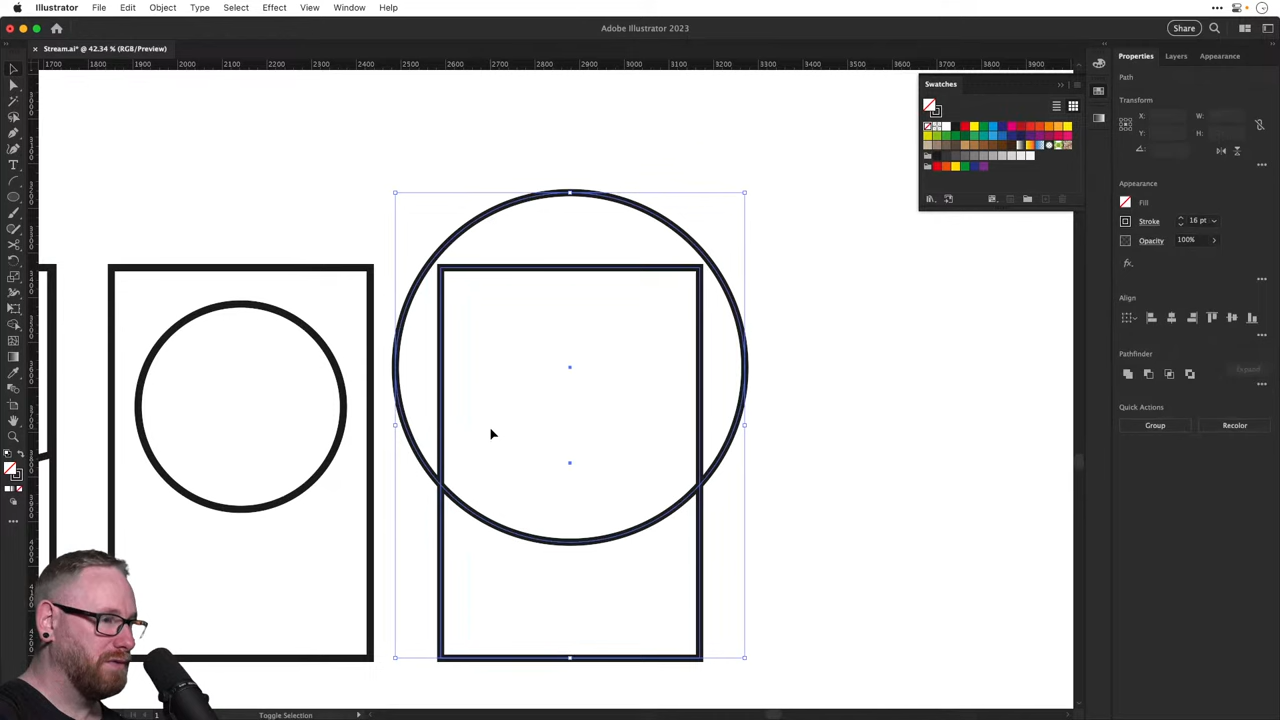 Illustrator File Edit Object Type Select Effect View Window Help
Adobe Illustrator 2023
Share
Stream.ai* @ 42.34 % (RGB/Preview)
1700 1800 1900 2100 2200 2300 2400 2500 2600 2700 2800 2900 3000 3100 3200 3300 3400 3500 3600 3700 3800 3900
Swatches
Properties Layers Appearance
Path
Transform
X: W:
Y: H:
Appearance
Fill
Stroke 16 pt
Opacity 100%
fx
Align
Pathfinder
Expand
Quick Actions
Group Recolor
1 Toggle Selection